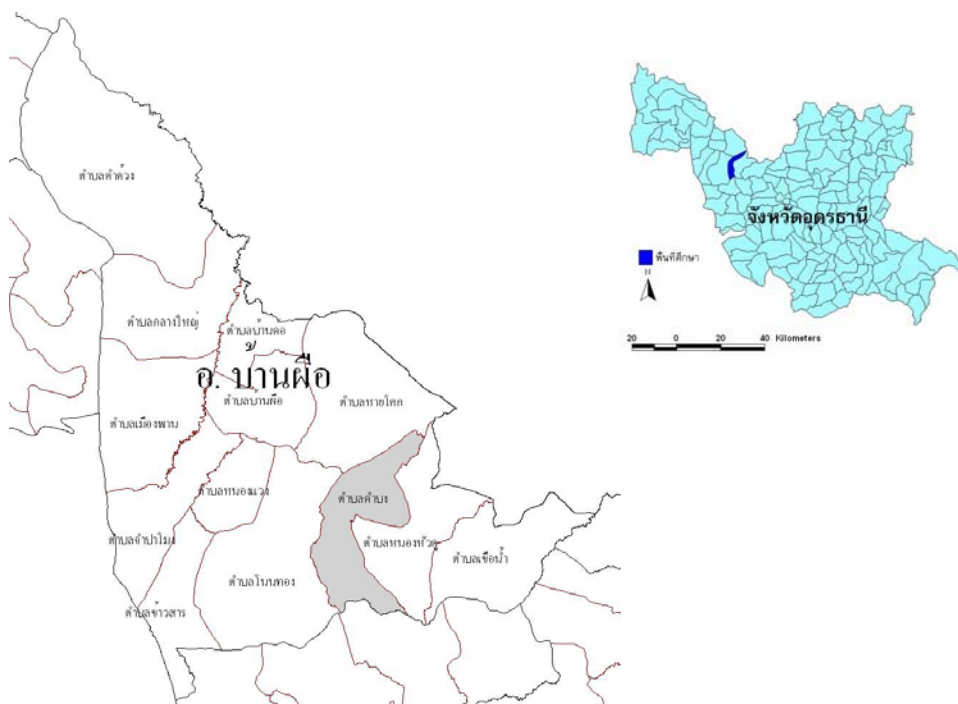 ตำบลคำด้วง
ตำบลกลางใหญ่
ตำบลบ้านค้อ
อ. บ้านผือ
ตำบลบ้านผือ
ตำบลหายโศก
ตำบลเมืองพาน
ตำบลหนองแวง
ตำบลคำบง
ตำบลจำปาโมง
ตำบลหนองหัวคู
ตำบลเขือน้ำ
ตำบลโนนทอง
ตำบลข้าวสาร
จังหวัดอุดรธานี
พื้นที่ศึกษา
N
20 0 20 40 Kilometers